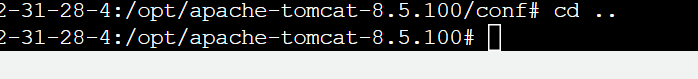 2-31-28-4:/opt/apache-tomcat-8.5.100/conf# cd ..
2-31-28-4:/opt/apache-tomcat-8.5.100#